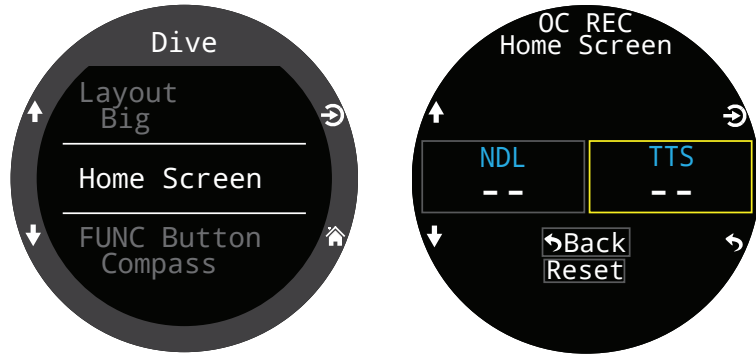 Dive
Layout
Big
Home Screen
FUNC Button
Compass
OC REC
Home Screen
NDL
TTS
--
--
Back
Reset